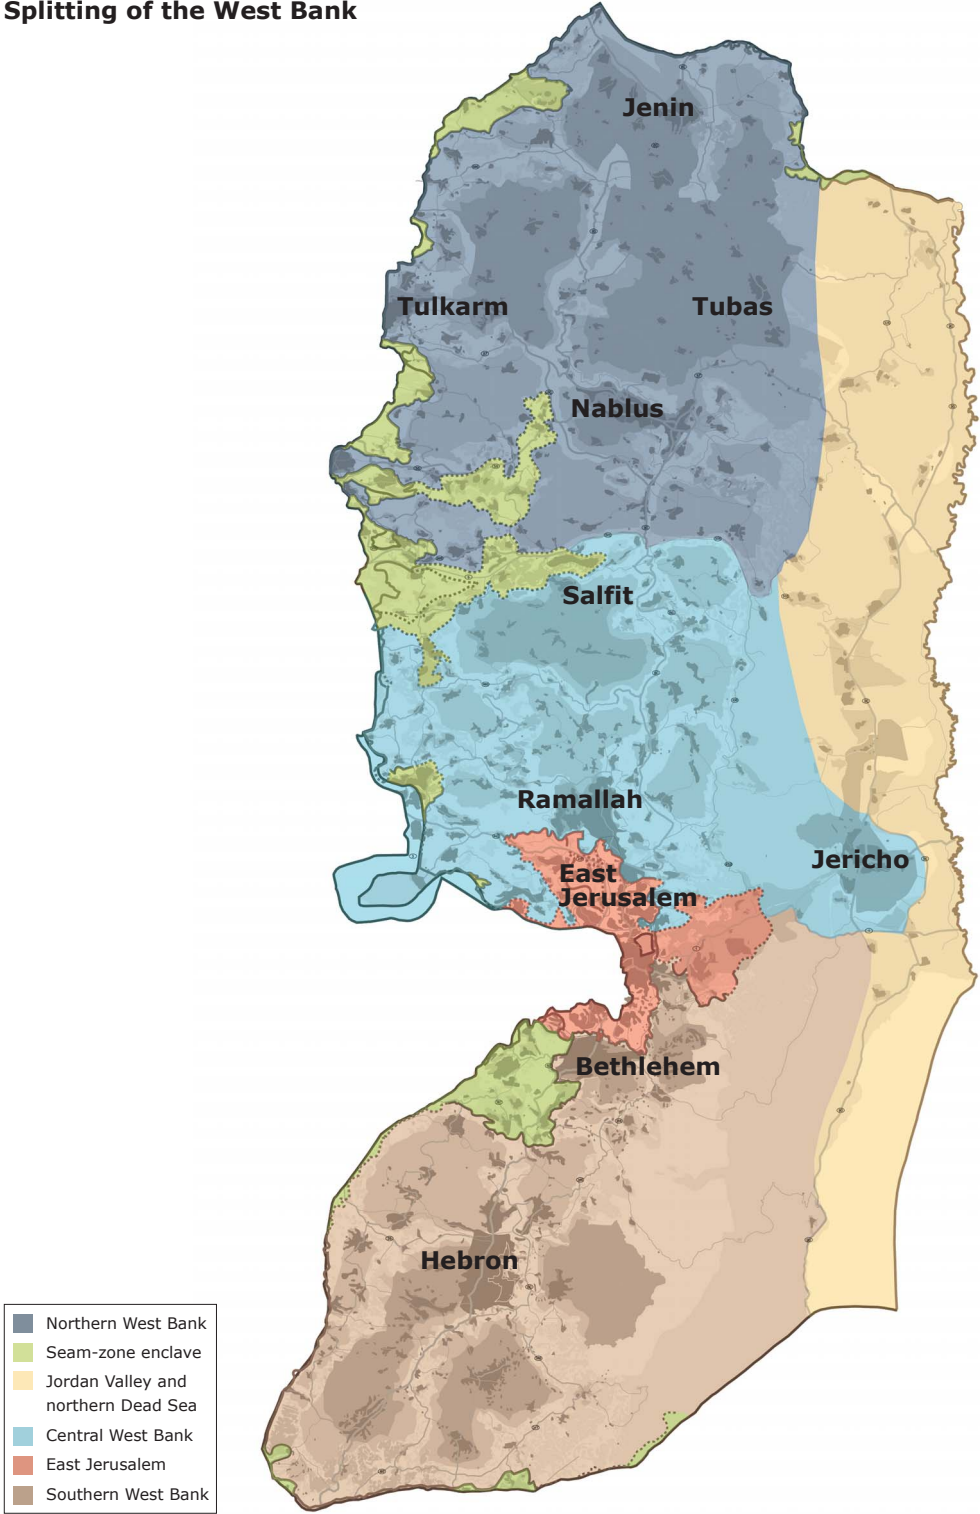 Splitting of the West Bank
Jenin
Tulkarm
Tubas
Nablus
Salfit
Ramallah
Jericho
East
Jerusalem
Bethlehem
Hebron
Northern West Bank
Seam-zone enclave
Jordan Valley and
northern Dead Sea
Central West Bank
East Jerusalem
Southern West Bank